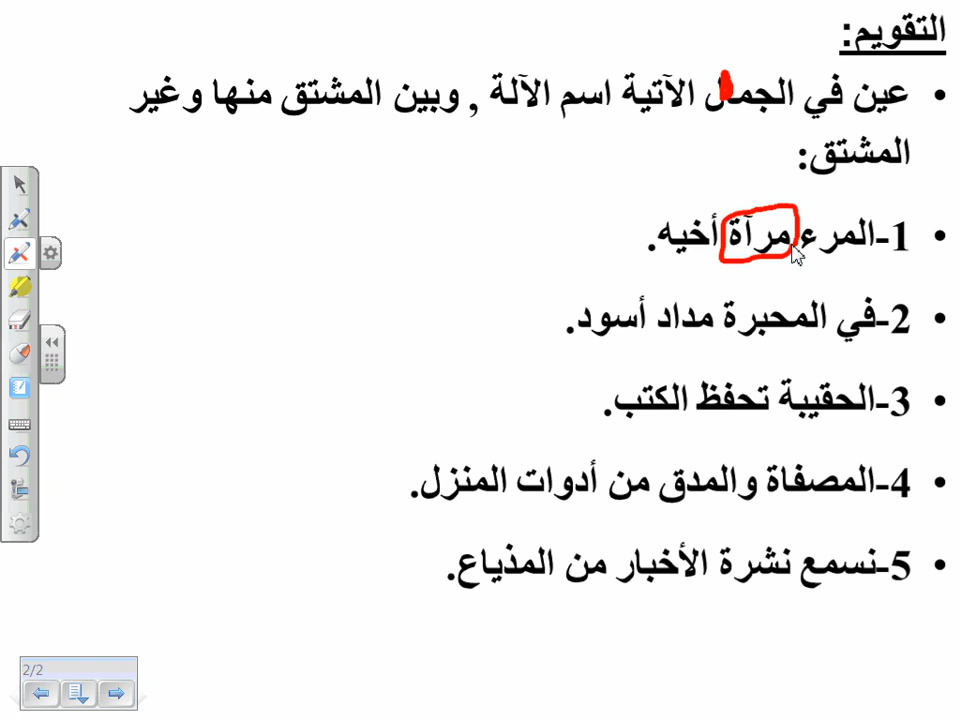 التقويم:
• عين في الجمل الآتية اسم الآلة , وبين المشتق منها وغير
المشتق:
• 1-المرء مرآة أخيه.
• 2-في المحبرة مداد أسود.
• 3-الحقيبة تحفظ الكتب.
• 4-المصفاة والمدق من أدوات المنزل.
• 5-نسمع نشرة الأخبار من المذياع.
2/2